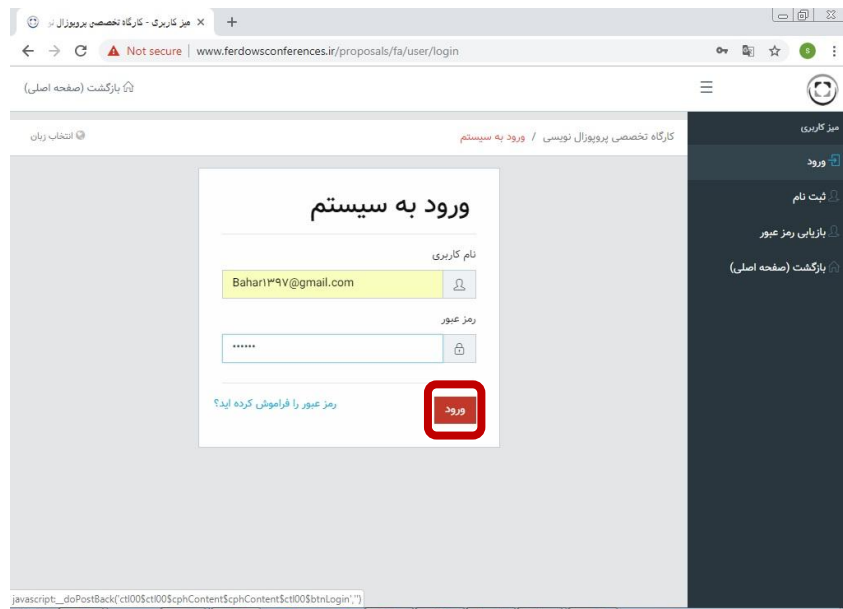 میز کاربری - کارگاه تخصصی پروپوزال نو
Not secure | www.ferdowsconferences.ir/proposals/fa/user/login
بازگشت (صفحه اصلی)
میز کاربری
ورود
ثبت نام
بازیابی رمز عبور
بازگشت (صفحه اصلی)
کارگاه تخصصی پروپوزال نویسی / ورود به سیستم
انتخاب زبان
ورود به سیستم
نام کاربری
Bahar۱۳۹۷@gmail.com
رمز عبور
••••••
ورود
رمز عبور را فراموش کرده اید؟
javascript:__doPostBack('ctl00$ctl00$cphContent$cphContent$ctl00$btnLogin','')